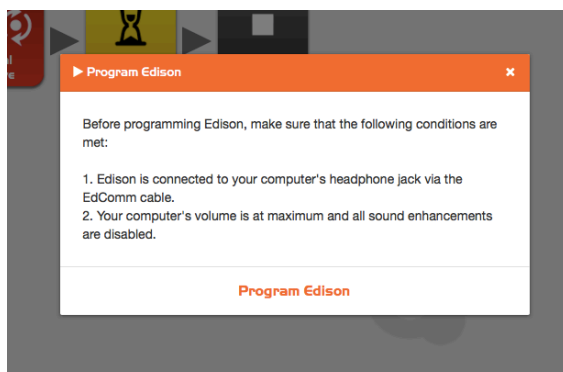 Program Edison
Before programming Edison, make sure that the following conditions are
met:
1. Edison is connected to your computer's headphone jack via the
EdComm cable.
2. Your computer's volume is at maximum and all sound enhancements
are disabled.
Program Edison